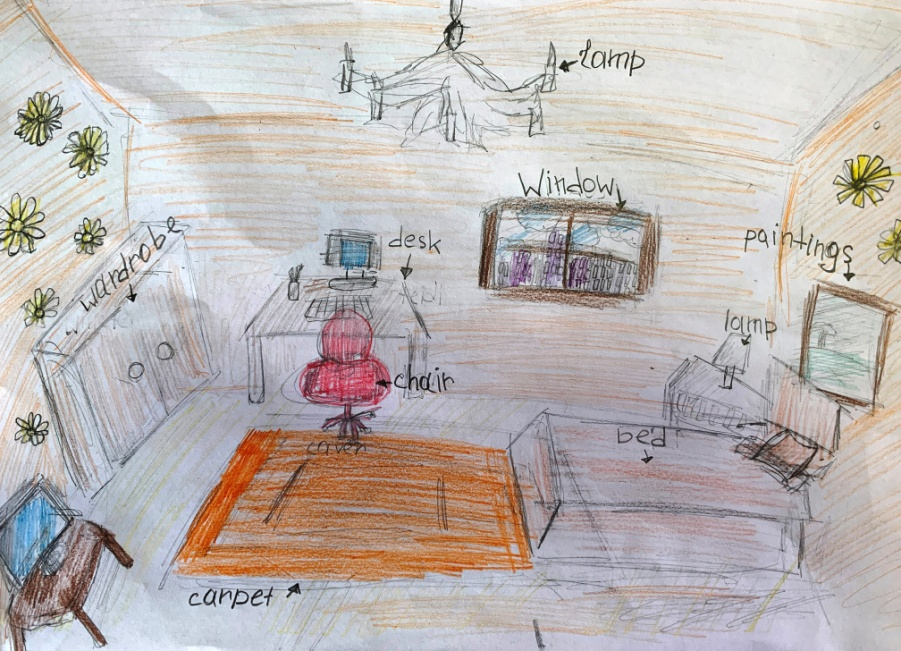 lamp
Window
desk
paintings
wardrobe
lamp
chair
bed
carpet